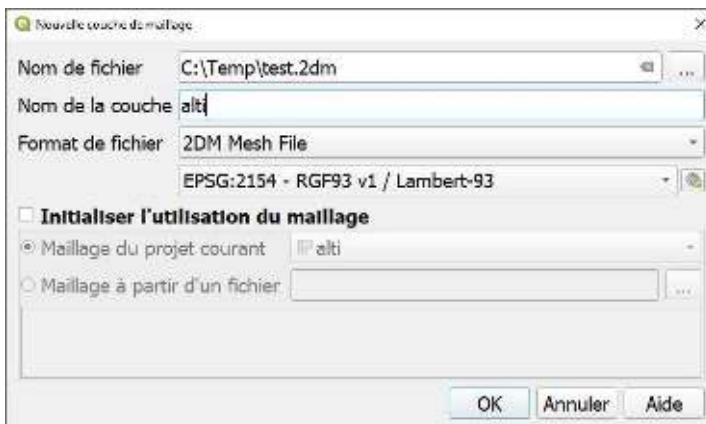 Nouvelle couche de maillage
Nom de fichier C:\Temp\test.2dm ...
Nom de la couche alti
Format de fichier 2DM Mesh File
EPSG:2154 - RGF93 v1 / Lambert-93
Initialiser l'utilisation du maillage
Maillage du projet courant alti
Maillage à partir d'un fichier ...
OK Annuler Aide